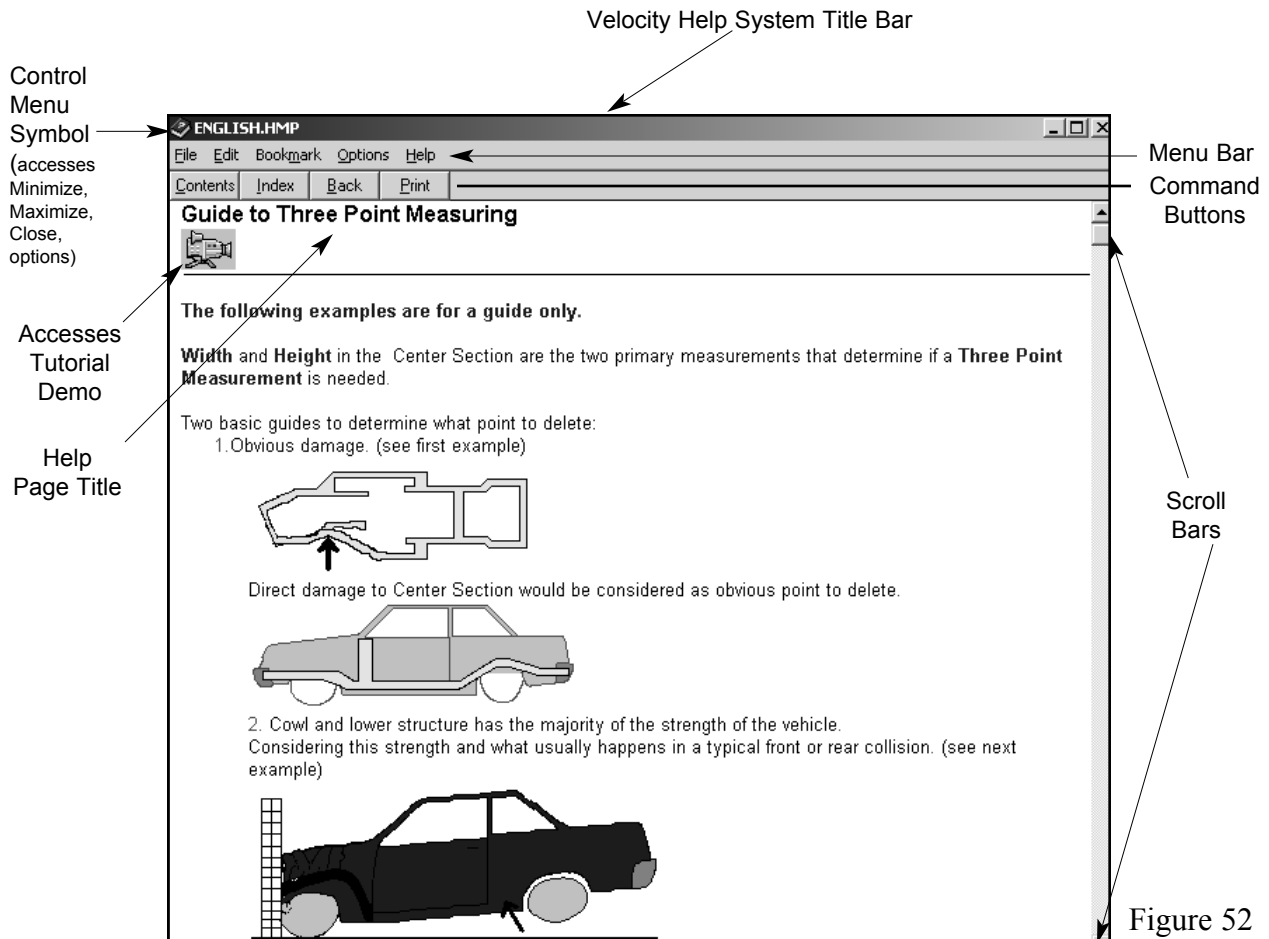 Velocity Help System Title Bar
Control
Menu
Symbol
(accesses
Minimize,
Maximize,
Close,
options)
ENGLISH.HMP
File Edit Bookmark Options Help
Menu Bar
Contents Index Back Print
Command
Buttons
Guide to Three Point Measuring
Accesses
Tutorial
Demo
The following examples are for a guide only.
Width and Height in the Center Section are the two primary measurements that determine if a Three Point
Measurement is needed.
Two basic guides to determine what point to delete:
1.Obvious damage. (see first example)
Help
Page Title
Scroll
Bars
Direct damage to Center Section would be considered as obvious point to delete.
2. Cowl and lower structure has the majority of the strength of the vehicle.
Considering this strength and what usually happens in a typical front or rear collision. (see next
example)
Figure 52